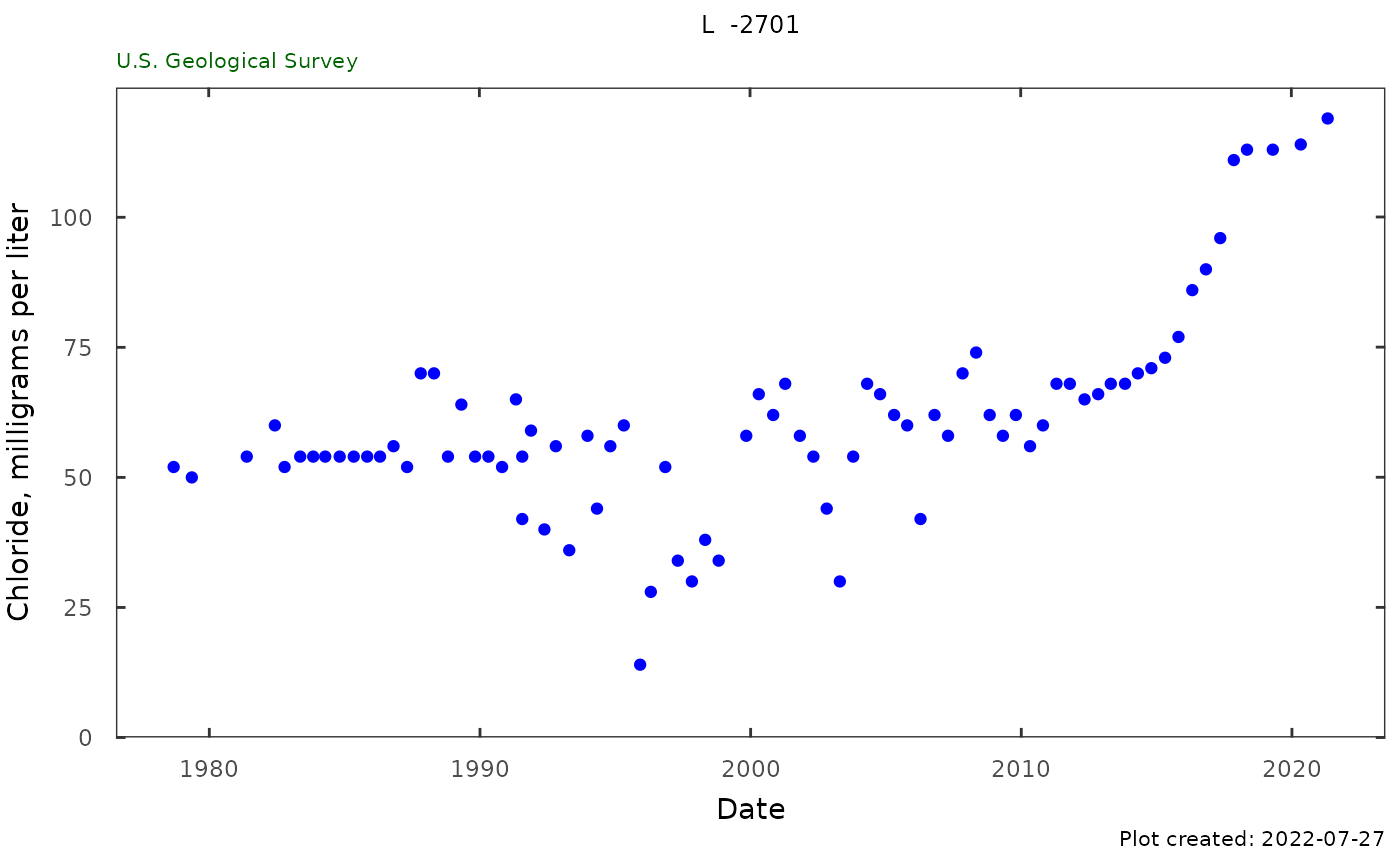 L  -2701
U.S. Geological Survey
Chloride, milligrams per liter
100
75
50
25
0
1980 1990 2000 2010 2020
Date
Plot created: 2022-07-27